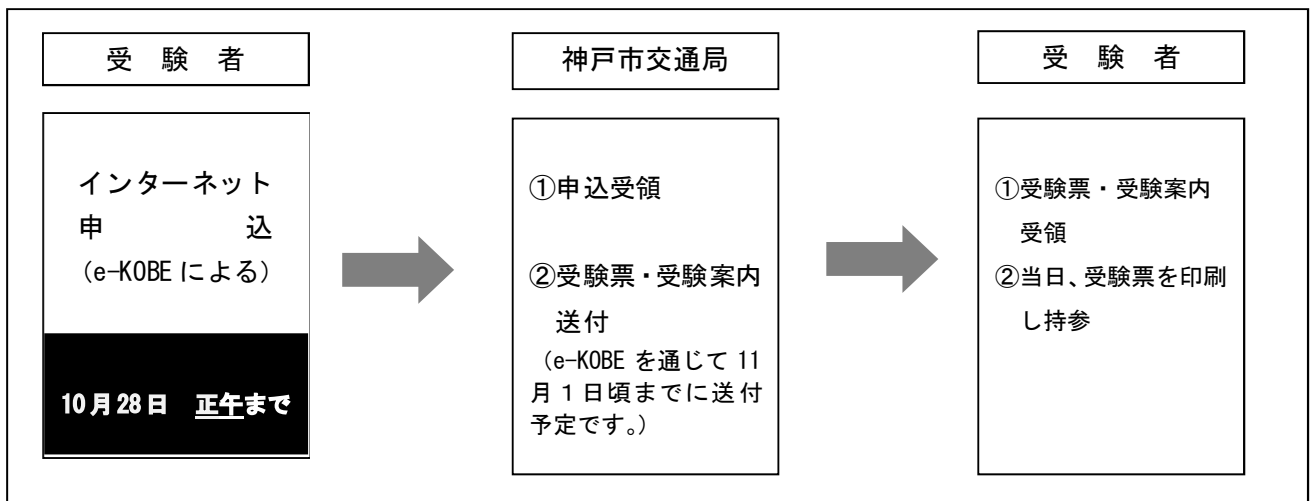 受　験　者
インターネット
申　　　　込
（e-KOBE による）
10月28日　正午まで
神戸市交通局
①申込受領
②受験票・受験案内
送付
（e-KOBE を通じて 11
月１日頃までに送付
予定です。）
受　験　者
①受験票・受験案内
受領
②当日、受験票を印刷
し持参